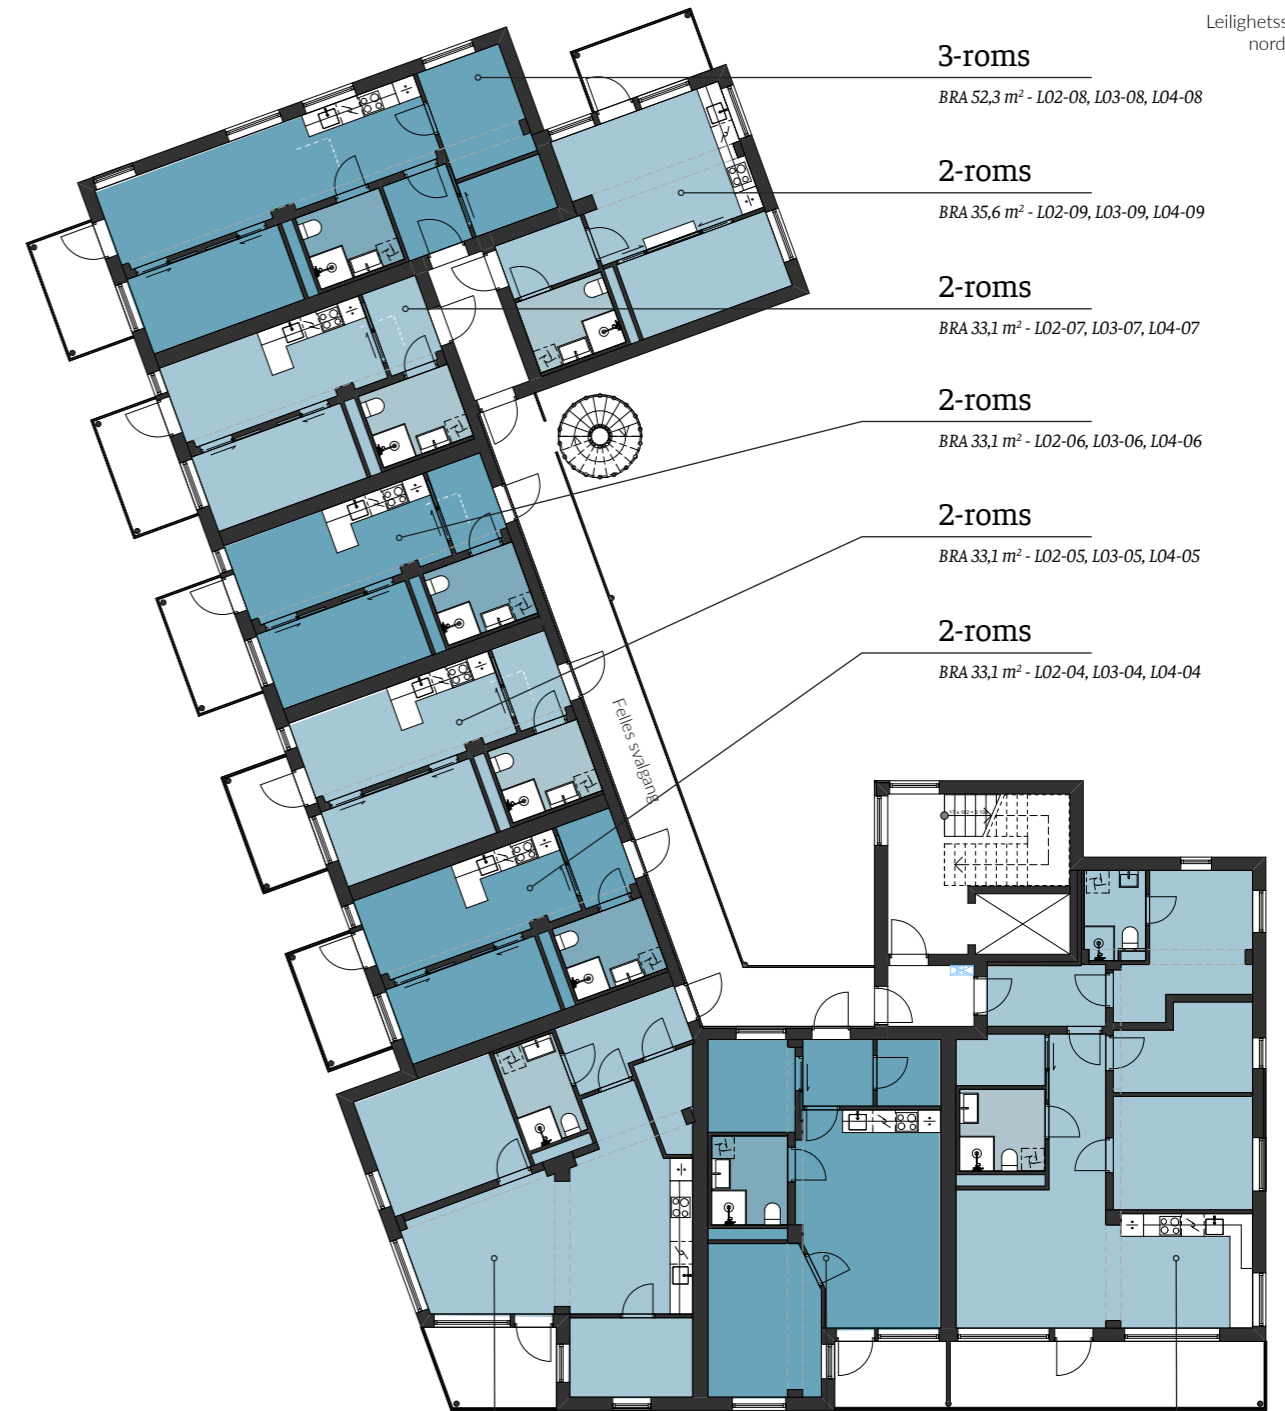 Leilighetss
nord
3-roms
BRA 52,3 m² - L02-08, L03-08, L04-08
2-roms
BRA 35,6 m² - L02-09, L03-09, L04-09
2-roms
BRA 33,1 m² - L02-07, L03-07, L04-07
2-roms
BRA 33,1 m² - L02-06, L03-06, L04-06
2-roms
BRA 33,1 m² - L02-05, L03-05, L04-05
2-roms
BRA 33,1 m² - L02-04, L03-04, L04-04
Felles svalgang